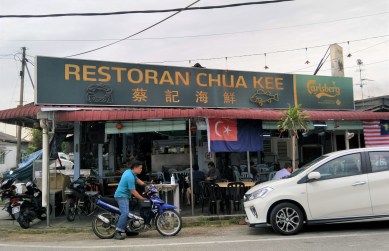 RESTORAN CHUA KEE
蔡記海鮮
Carlsberg